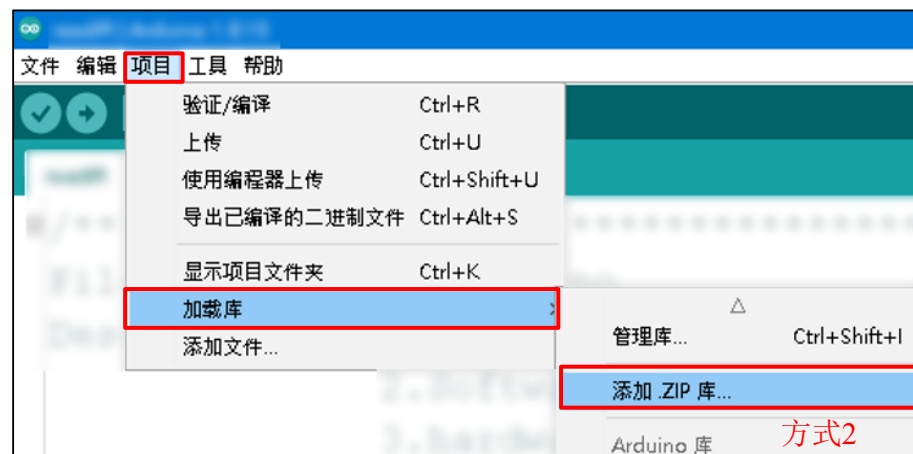 文件 编辑 项目 工具 帮助
验证/编译 Ctrl+R
上传 Ctrl+U
使用编程器上传 Ctrl+Shift+U
导出已编译的二进制文件 Ctrl+Alt+S
显示项目文件夹 Ctrl+K
加载库
添加文件...
管理库... Ctrl+Shift+I
添加 .ZIP 库...
Arduino 库
方式2